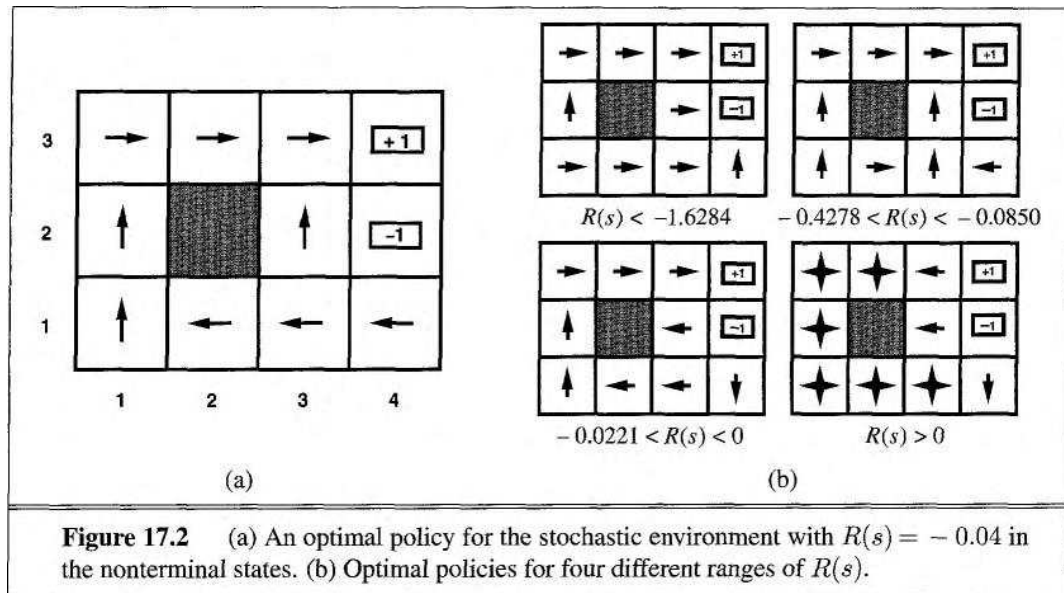 3
+ 1
2
−1
1
1 2 3 4
(a)
+1
−1
R(s) < −1.6284
+1
−1
− 0.4278 < R(s) < − 0.0850
+1
−1
− 0.0221 < R(s) < 0
+1
−1
R(s) > 0
(b)
Figure 17.2 (a) An optimal policy for the stochastic environment with R(s) = − 0.04 in
the nonterminal states. (b) Optimal policies for four different ranges of R(s).